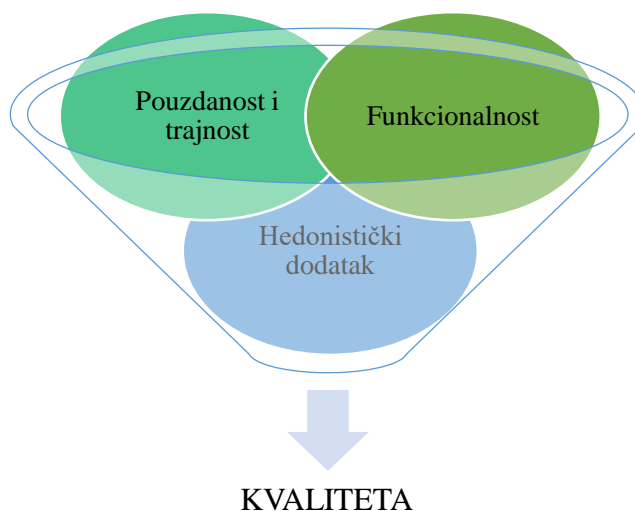 Pouzdanost i
trajnost
Funkcionalnost
Hedonistički
dodatak
KVALITETA